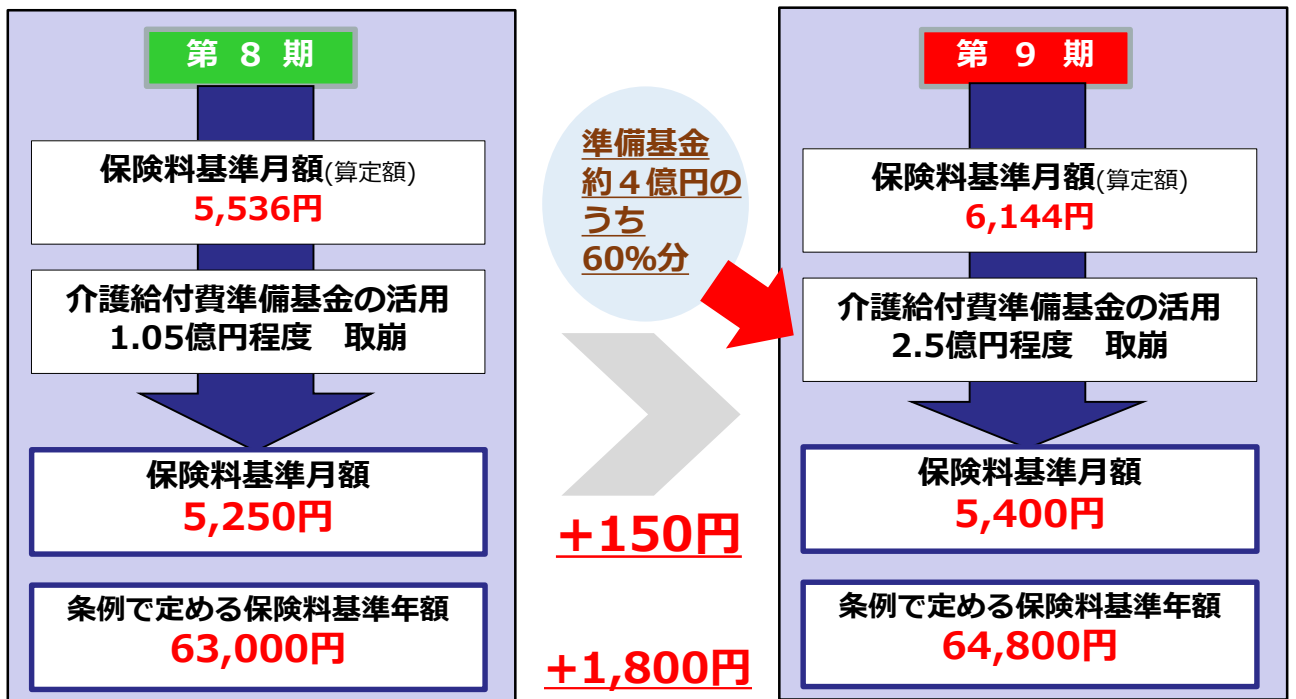 第 8 期
保険料基準月額(算定額)
5,536円
介護給付費準備基金の活用
1.05億円程度 取崩
保険料基準月額
5,250円
条例で定める保険料基準年額
63,000円
準備基金
約４億円の
うち
60%分
+150円
+1,800円
第 9 期
保険料基準月額(算定額)
6,144円
介護給付費準備基金の活用
2.5億円程度 取崩
保険料基準月額
5,400円
条例で定める保険料基準年額
64,800円